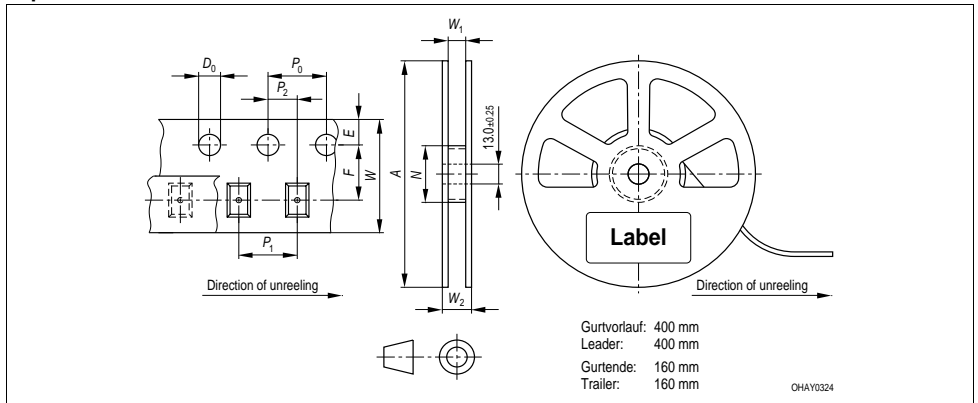 W₁
D₀
P₀
P₂
E
F
W
A
N
13.0±0.25
Label
P₁
Direction of unreeling
W₂
Direction of unreeling
Gurtvorlauf: 400 mm
Leader: 400 mm
Gurtende: 160 mm
Trailer: 160 mm
OHAY0324